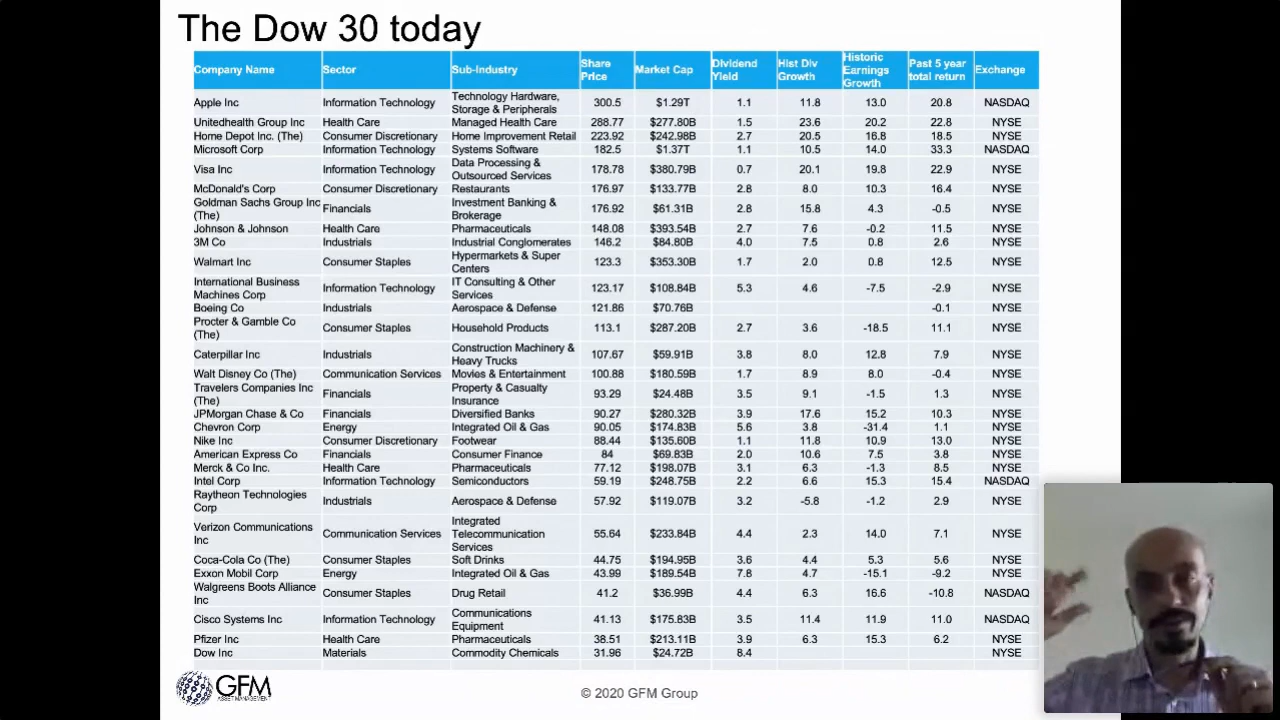 The Dow 30 today
Company Name Sector Sub-Industry Share Price Market Cap Dividend Yield Hist Div Growth Historic Earnings Growth Past 5 year total return Exchange
Apple Inc Information Technology Technology Hardware, Storage & Peripherals 300.5 $1.29T 1.1 11.8 13.0 20.8 NASDAQ
Unitedhealth Group Inc Health Care Managed Health Care 288.77 $277.80B 1.5 23.6 20.2 22.8 NYSE
Home Depot Inc. (The) Consumer Discretionary Home Improvement Retail 223.92 $242.98B 2.7 20.5 16.8 18.5 NYSE
Microsoft Corp Information Technology Systems Software 182.5 $1.37T 1.1 10.5 14.0 33.3 NASDAQ
Visa Inc Information Technology Data Processing & Outsourced Services 178.78 $380.79B 0.7 20.1 19.8 22.9 NYSE
McDonald's Corp Consumer Discretionary Restaurants 176.97 $133.77B 2.8 8.0 10.3 16.4 NYSE
Goldman Sachs Group Inc (The) Financials Investment Banking & Brokerage 176.92 $61.31B 2.8 15.8 4.3 -0.5 NYSE
Johnson & Johnson Health Care Pharmaceuticals 148.08 $393.54B 2.7 7.6 -0.2 11.5 NYSE
3M Co Industrials Industrial Conglomerates 146.2 $84.80B 4.0 7.5 0.8 2.6 NYSE
Walmart Inc Consumer Staples Hypermarkets & Super Centers 123.3 $353.30B 1.7 2.0 0.8 12.5 NYSE
International Business Machines Corp Information Technology IT Consulting & Other Services 123.17 $108.84B 5.3 4.6 -7.5 -2.9 NYSE
Boeing Co Industrials Aerospace & Defense 121.86 $70.76B -0.1 NYSE
Procter & Gamble Co (The) Consumer Staples Household Products 113.1 $287.20B 2.7 3.6 -18.5 11.1 NYSE
Caterpillar Inc Industrials Construction Machinery & Heavy Trucks 107.67 $59.91B 3.8 8.0 12.8 7.9 NYSE
Walt Disney Co (The) Communication Services Movies & Entertainment 100.88 $180.59B 1.7 8.9 8.0 -0.4 NYSE
Travelers Companies Inc (The) Financials Property & Casualty Insurance 93.29 $24.48B 3.5 9.1 -1.5 1.3 NYSE
JPMorgan Chase & Co Financials Diversified Banks 90.27 $280.32B 3.9 17.6 15.2 10.3 NYSE
Chevron Corp Energy Integrated Oil & Gas 90.05 $174.83B 5.6 3.8 -31.4 1.1 NYSE
Nike Inc Consumer Discretionary Footwear 88.44 $135.60B 1.1 11.8 10.9 13.0 NYSE
American Express Co Financials Consumer Finance 84 $69.83B 2.0 10.6 7.5 3.8 NYSE
Merck & Co Inc. Health Care Pharmaceuticals 77.12 $198.07B 3.1 6.3 -1.3 8.5 NYSE
Intel Corp Information Technology Semiconductors 59.19 $248.75B 2.2 6.6 15.3 15.4 NASDAQ
Raytheon Technologies Corp Industrials Aerospace & Defense 57.92 $119.07B 3.2 -5.8 -1.2 2.9 NYSE
Verizon Communications Inc Communication Services Integrated Telecommunication Services 55.64 $233.84B 4.4 2.3 14.0 7.1 NYSE
Coca-Cola Co (The) Consumer Staples Soft Drinks 44.75 $194.95B 3.6 4.4 5.3 5.6 NYSE
Exxon Mobil Corp Energy Integrated Oil & Gas 43.99 $189.54B 7.8 4.7 -15.1 -9.2 NYSE
Walgreens Boots Alliance Inc Consumer Staples Drug Retail 41.2 $36.99B 4.4 6.3 16.6 -10.8 NASDAQ
Cisco Systems Inc Information Technology Communications Equipment 41.13 $175.83B 3.5 11.4 11.9 11.0 NASDAQ
Pfizer Inc Health Care Pharmaceuticals 38.51 $213.11B 3.9 6.3 15.3 6.2 NYSE
Dow Inc Materials Commodity Chemicals 31.96 $24.72B 8.4 NYSE
GFM
ASSET MANAGEMENT
© 2020 GFM Group